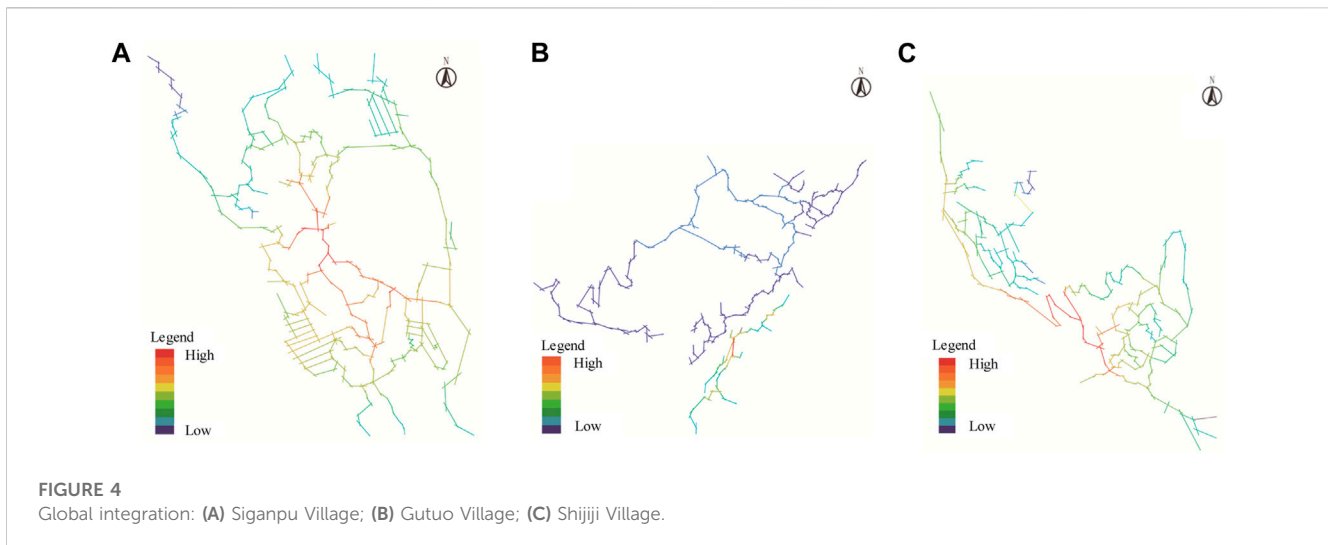 A
N
Legend
High
Low
B
N
Legend
High
Low
C
N
Legend
High
Low
FIGURE 4
Global integration: (A) Siganpu Village; (B) Gutuo Village; (C) Shijiji Village.